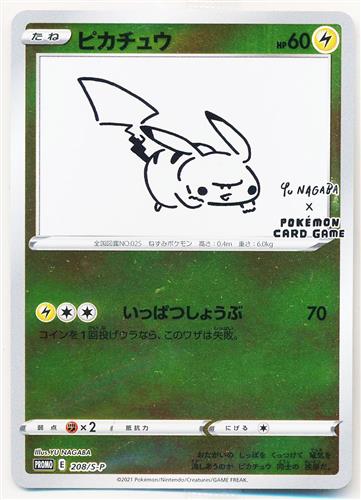 たね ピカチュウ HP60
Yu NAGABA
×
POKÉMON
CARD GAME
全国図鑑NO.025 ねずみポケモン 高さ:0.4m 重さ:6.0kg
いっぱつしょうぶ 70
コインを1回投げウラなら、このワザは失敗。
弱点 ×2 抵抗力 にげる
Illus.YU NAGABA
PROMO E 208/S-P
おたがいの しっぽを くっつけて 電気を
流しあうのが ピカチュウ 同士の 挨拶だ。
©2021 Pokémon/Nintendo/Creatures/GAME FREAK.